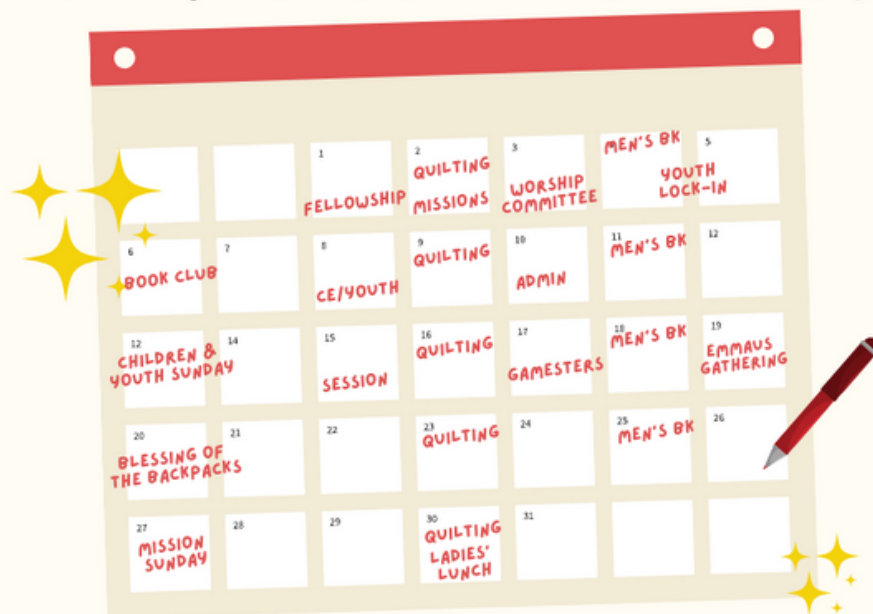 1
FELLOWSHIP
2
QUILTING
MISSIONS
3
WORSHIP
COMMITTEE
MEN'S BK
5
YOUTH
LOCK-IN
6
BOOK CLUB
7
8
CE/YOUTH
9
QUILTING
10
ADMIN
11
MEN'S BK
12
12
CHILDREN &
YOUTH SUNDAY
14
15
SESSION
16
QUILTING
17
GAMESTERS
18
MEN'S BK
19
EMMAUS
GATHERING
20
BLESSING OF
THE BACKPACKS
21
22
23
QUILTING
24
25
MEN'S BK
26
27
MISSION
SUNDAY
28
29
30
QUILTING
LADIES'
LUNCH
31